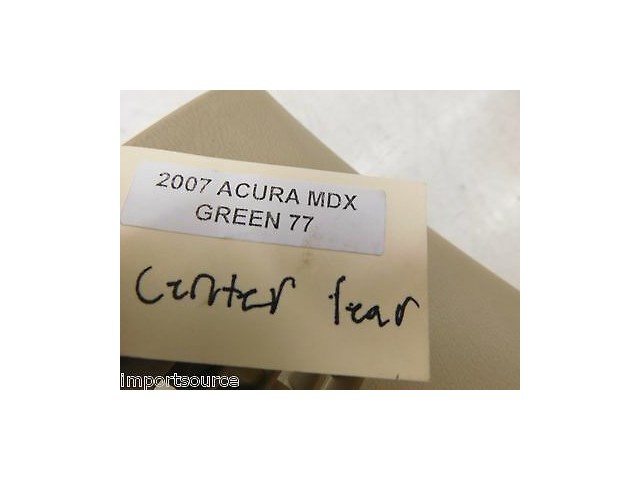 2007 ACURA MDX
GREEN 77
center rear
importsource